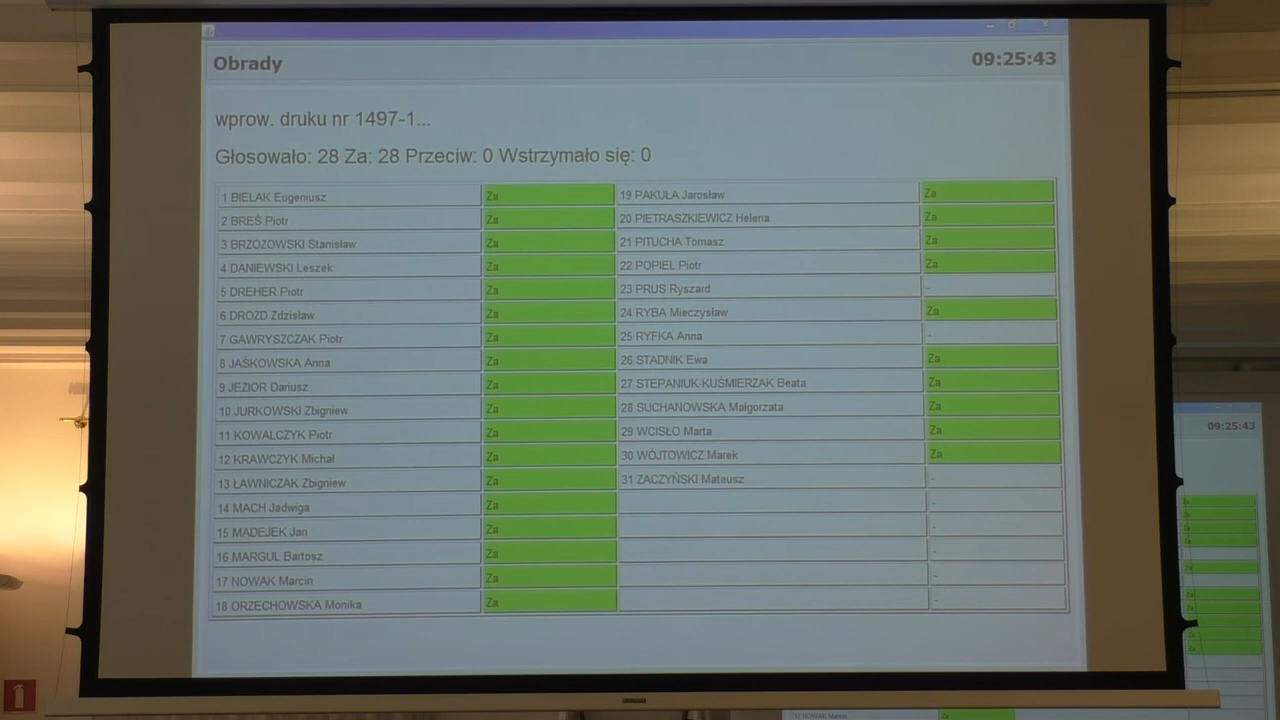 Obrady 09:25:43
wprow. druku nr 1497-1...
Głosowało: 28 Za: 28 Przeciw: 0 Wstrzymało się: 0
1 BIELAK Eugeniusz Za 19 PAKUŁA Jarosław Za
2 BREŚ Piotr Za 20 PIETRASZKIEWICZ Helena Za
3 BRZOZOWSKI Stanisław Za 21 PITUCHA Tomasz Za
4 DANIEWSKI Leszek Za 22 POPIEL Piotr Za
5 DREHER Piotr Za 23 PRUS Ryszard -
6 DROZD Zdzisław Za 24 RYBA Mieczysław Za
7 GAWRYSZCZAK Piotr Za 25 RYFKA Anna -
8 JAŚKOWSKA Anna Za 26 STADNIK Ewa Za
9 JEZIOR Dariusz Za 27 STEPANIUK-KUŚMIERZAK Beata Za
10 JURKOWSKI Zbigniew Za 28 SUCHANOWSKA Małgorzata Za
11 KOWALCZYK Piotr Za 29 WCISŁO Marta Za
12 KRAWCZYK Michał Za 30 WÓJTOWICZ Marek Za
13 ŁAWNICZAK Zbigniew Za 31 ZACZYŃSKI Mateusz -
14 MACH Jadwiga Za -
15 MADEJEK Jan Za -
16 MARGUL Bartosz Za -
17 NOWAK Marcin Za -
18 ORZECHOWSKA Monika Za -
09:25:43
17 NOWAK Marcin Za